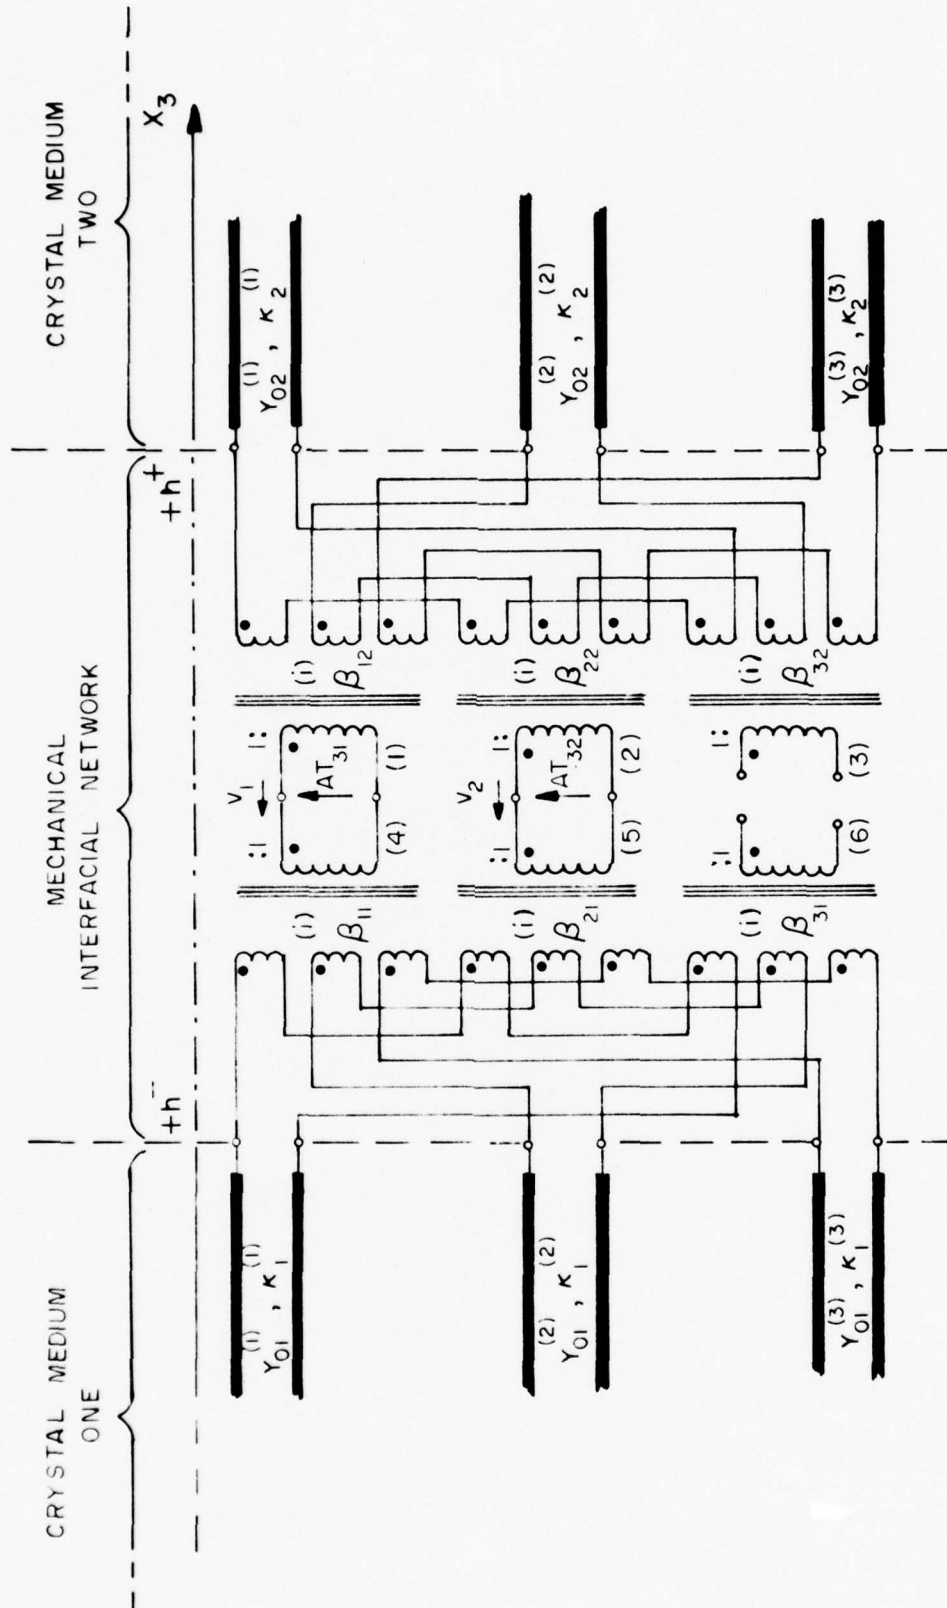 CRYSTAL MEDIUM
ONE
MECHANICAL
INTERFACIAL NETWORK
CRYSTAL MEDIUM
TWO
X₃
+h⁻
+h⁺
Y₀₁⁽¹⁾ , κ₁⁽¹⁾
:1 V₁ 1:
β₁₁⁽ⁱ⁾
AT₃₁
β₁₂⁽ⁱ⁾
(4) (1)
Y₀₂⁽¹⁾ , κ₂⁽¹⁾
Y₀₁⁽²⁾ , κ₁⁽²⁾
:1 V₂ 1:
β₂₁⁽ⁱ⁾
AT₃₂
β₂₂⁽ⁱ⁾
(5) (2)
Y₀₂⁽²⁾ , κ₂⁽²⁾
Y₀₁⁽³⁾ , κ₁⁽³⁾
:1 1:
β₃₁⁽ⁱ⁾
β₃₂⁽ⁱ⁾
(6) (3)
Y₀₂⁽³⁾ , κ₂⁽³⁾